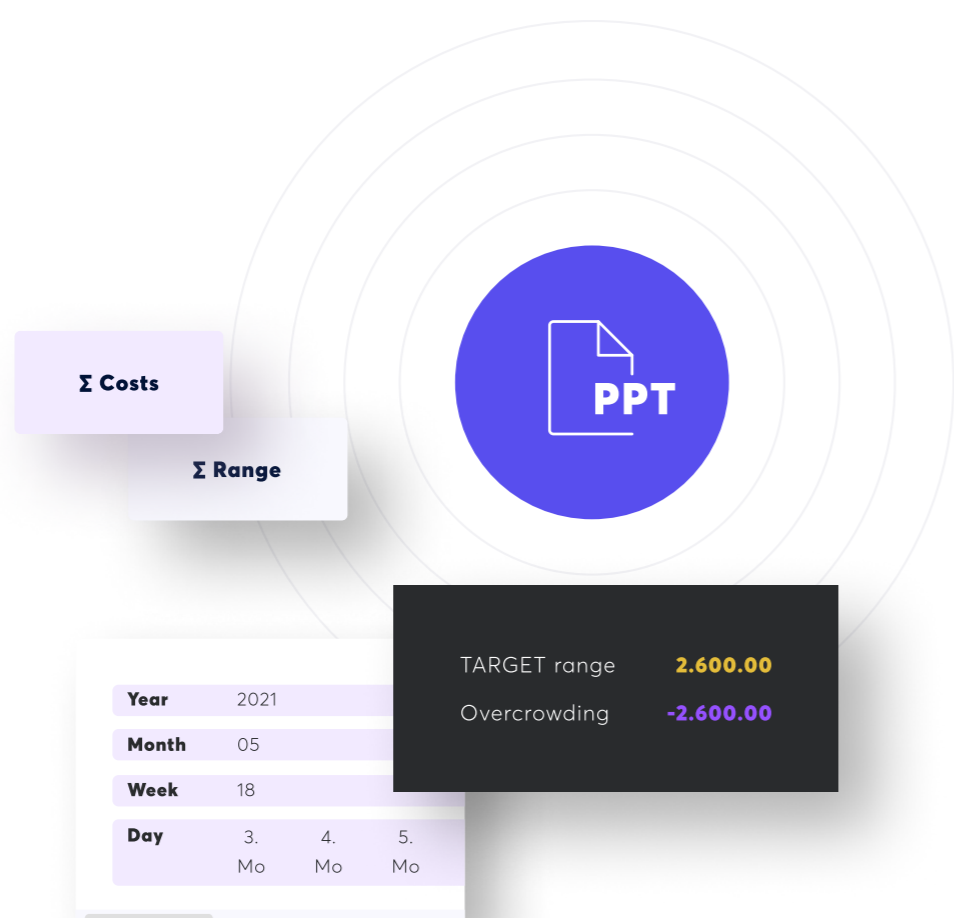 PPT
Σ Costs
Σ Range
TARGET range 2.600.00
Overcrowding -2.600.00
Year 2021
Month 05
Week 18
Day 3. 4. 5.
Mo Mo Mo